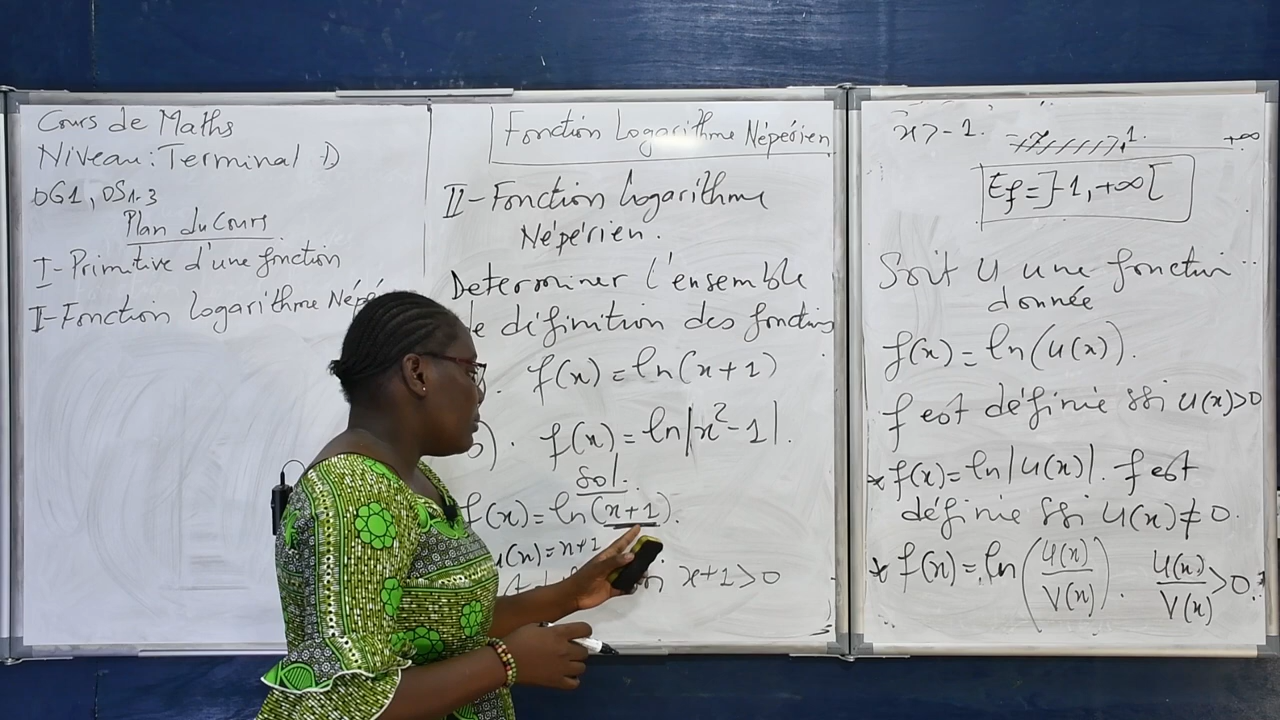 Cours de Maths
Niveau : Terminal D
OG1, OS1.3
Plan du Cours
I- Primitive d'une fonction
II- Fonction Logarithme Népé
Fonction Logarithme Népérien
II- Fonction Logarithme
Népérien.
Determiner l'ensemble
de définition des fonctions
). f(x) = ln(x+1)
b). f(x) = ln|x²-1|.
sol.
f(x) = ln(x+1).
u(x) = x+1
x+1>0
x>-1.
-1. +∞
Ef = ]-1, +∞[
Soit U une fonction
donnée
f(x) = ln(u(x)).
f est définie ssi u(x)>0
* f(x) = ln|u(x)|. f est
définie ssi u(x)≠0.
* f(x) = ln(u(x)/v(x)). u(x)/v(x) >0.